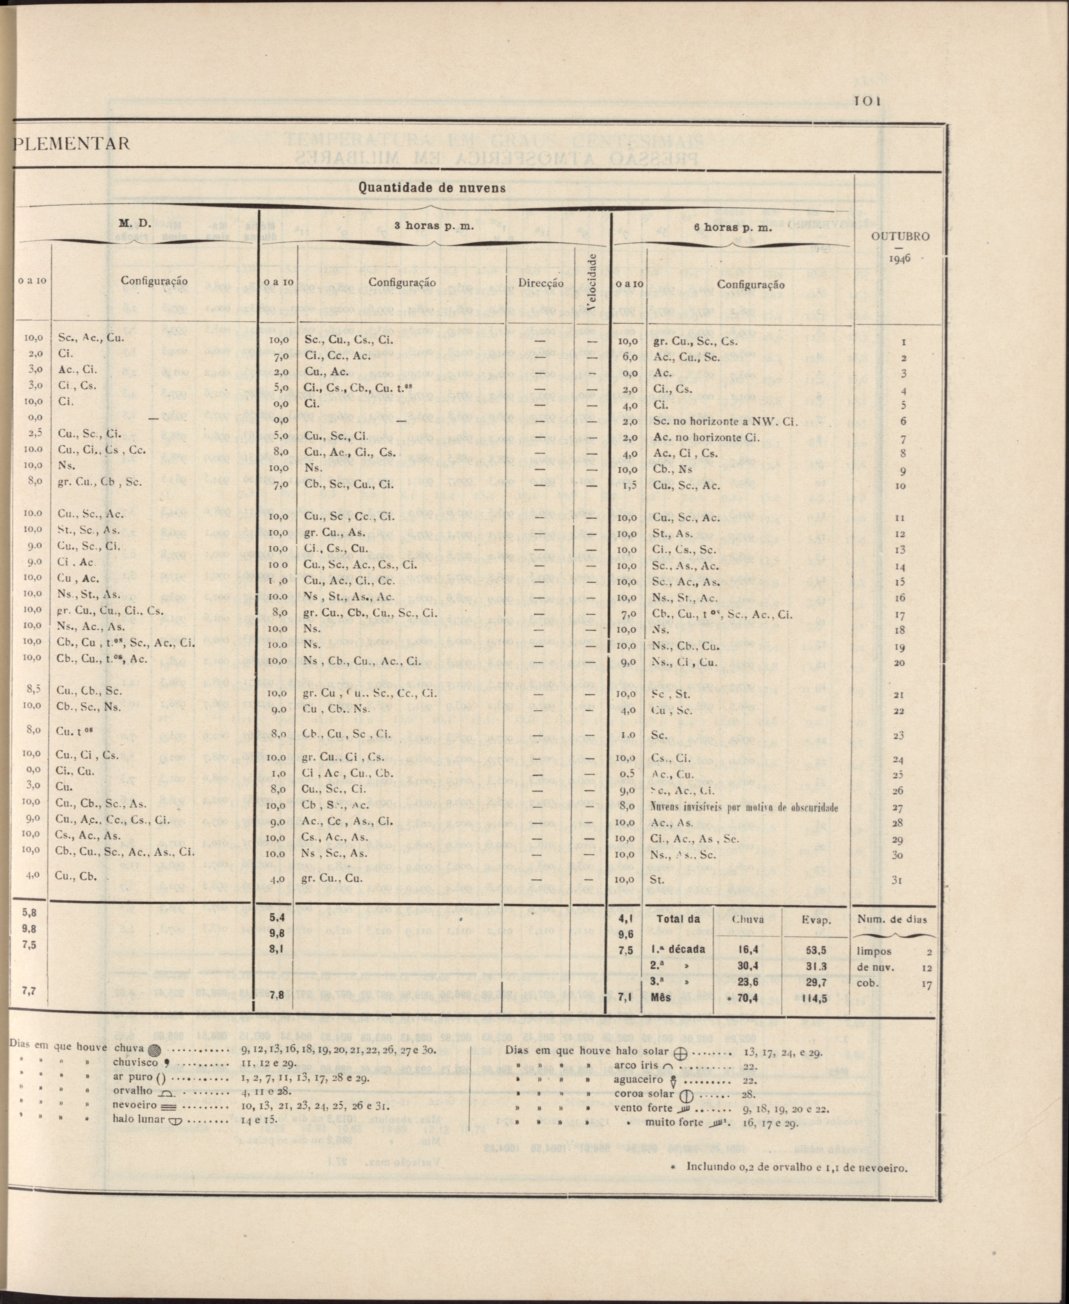 101
PLEMENTAR
Quantidade de nuvens
M. D. 3 horas p. m. 6 horas p. m. OUTUBRO — 1946
0 a 10 Configuração 0 a 10 Configuração Direcção Velocidade 0 a 10 Configuração
10,0 Sc., Ac., Cu. 10,0 Sc., Cu., Cs., Ci. — — 10,0 gr. Cu., Sc., Cs. 1
2,0 Ci. 7,0 Ci., Cc., Ac. — — 6,0 Ac., Cu., Sc. 2
3,0 Ac., Ci. 2,0 Cu., Ac. — — 0,0 Ac. 3
3,0 Ci., Cs. 5,0 Ci., Cs., Cb., Cu. t.os — — 2,0 Ci., Cs. 4
10,0 Ci. 0,0 Ci. — — 4,0 Ci. 5
0,0 — 0,0 — — — 2,0 Sc. no horizonte a NW. Ci. 6
2,5 Cu., Sc., Ci. 5,0 Cu., Sc., Ci. — — 2,0 Ac. no horizonte Ci. 7
10.0 Cu., Ci., Cs , Cc. 8,0 Cu., Ac., Ci., Cs. — — 4,0 Ac., Ci , Cs. 8
10,0 Ns. 10,0 Ns. — — 10,0 Cb., Ns 9
8,0 gr. Cu., Cb , Sc. 7,0 Cb., Sc., Cu., Ci. — — 1,5 Cu., Sc., Ac. 10
10.0 Cu., Sc., Ac. 10,0 Cu., Sc , Cc., Ci. — — 10,0 Cu., Sc., Ac. 11
10,0 St., Sc., As. 10,0 gr. Cu., As. — — 10,0 St., As. 12
9.0 Cu., Sc., Ci. 10,0 Ci., Cs., Cu. — — 10,0 Ci., Cs., Sc. 13
9.0 Ci . Ac 10 0 Cu., Sc., Ac., Cs., Ci. — — 10,0 Sc., As., Ac. 14
10,0 Cu , Ac. 1 ,0 Cu., Ac., Ci., Cc. — — 10,0 Sc., Ac., As. 15
10,0 Ns , St., As. 10.0 Ns , St., As., Ac. — — 10,0 Ns., St., Ac. 16
10,0 gr. Cu., Cu., Ci., Cs. 8,0 gr. Cu., Cb., Cu., Sc., Ci. — — 7,0 Cb., Cu., t os, Sc., Ac., Ci. 17
10,0 Ns., Ac., As. 10,0 Ns. — — 10,0 Ns. 18
10,0 Cb., Cu , t.os, Sc., Ac., Ci. 10.0 Ns. — — 10,0 Ns., Cb., Cu. 19
10,0 Cb., Cu., t.os, Ac. 10,0 Ns , Cb., Cu., Ac., Ci. — — 9,0 Ns., Ci , Cu. 20
8,5 Cu., Cb., Sc. 10,0 gr. Cu , Cu., Sc., Cc., Ci. — — 10,0 Sc , St. 21
10,0 Cb., Sc., Ns. 9.0 Cu , Cb., Ns. — — 4,0 Cu , Sc. 22
8,0 Cu. t os 8,0 Cb., Cu , Sc , Ci. — — 1.0 Sc. 23
10,0 Cu., Ci , Cs. 10.0 gr. Cu., Ci , Cs. — — 10,0 Cs., Ci. 24
0,0 Ci., Cu. 1,0 Ci , Ac , Cu., Cb. — — 0,5 Ac., Cu. 25
3,0 Cu. 8,0 Cu., Sc., Ci. — — 9,0 Sc., Ac., Ci. 26
10,0 Cu., Cb., Sc., As. 10,0 Cb , Sc., Ac. — — 8,0 Nuvens invisíveis por motivo de obscuridade 27
9,0 Cu., Ac., Cc., Cs., Ci. 9.0 Ac., Cc , As., Ci. — — 10,0 Ac., As. 28
10,0 Cs., Ac., As. 10,0 Cs., Ac., As. — — 10,0 Ci., Ac., As , Sc. 29
10,0 Cb., Cu., Sc., Ac., As., Ci. 10.0 Ns , Sc., As. — — 10,0 Ns., As., Sc. 30
4,0 Cu., Cb. 4,0 gr. Cu., Cu. — — 10,0 St. 31
5,8 5,4 4,1 Total da Chuva Evap. Num. de dias
9,8 9,8 9,6
7,5 8,1 7,5 1.ª década 16,4 53,5 limpos 2
2.ª » 30,4 31.3 de nuv. 12
3.ª » 23,6 29,7 cob. 17
7,7 7,8 7,1 Mês * 70,4 114,5
Dias em que houve chuva ........... 9, 12, 13, 16, 18, 19, 20, 21, 22, 26, 27 e 30.
" " " " chúvisco ........... 11, 12 e 29.
" " " " ar puro () ........... 1, 2, 7, 11, 13, 17, 28 e 29.
" " " " orvalho ........ 4, 11 e 28.
" " " " nevoeiro ......... 10, 13, 21, 23, 24, 25, 26 e 31.
" " " " halo lunar ........ 14 e 15.
Dias em que houve halo solar ....... 13, 17, 24, e 29.
" " " " arco iris ......... 22.
" " " " aguaceiro ......... 22.
" " " " coroa solar ...... 28.
" " " " vento forte ....... 9, 18, 19, 20 e 22.
" " " " " muito forte . 16, 17 e 29.
* Incluindo 0,2 de orvalho e 1,1 de nevoeiro.